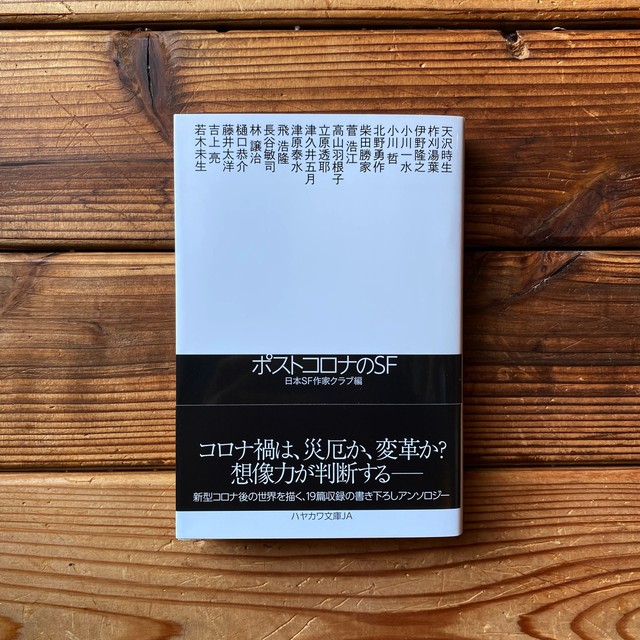 天沢時生
柞刈湯葉
伊野隆之
小川一水
小川 哲
北野勇作
柴田勝家
菅 浩江
高山羽根子
立原透耶
津久井五月
津原泰水
飛 浩隆
長谷敏司
林 譲治
樋口恭介
藤井太洋
吉上 亮
若木未生
ポストコロナのSF
日本SF作家クラブ編
コロナ禍は、災厄か、変革か?
想像力が判断する──
新型コロナ後の世界を描く、19篇収録の書き下ろしアンソロジー
ハヤカワ文庫JA